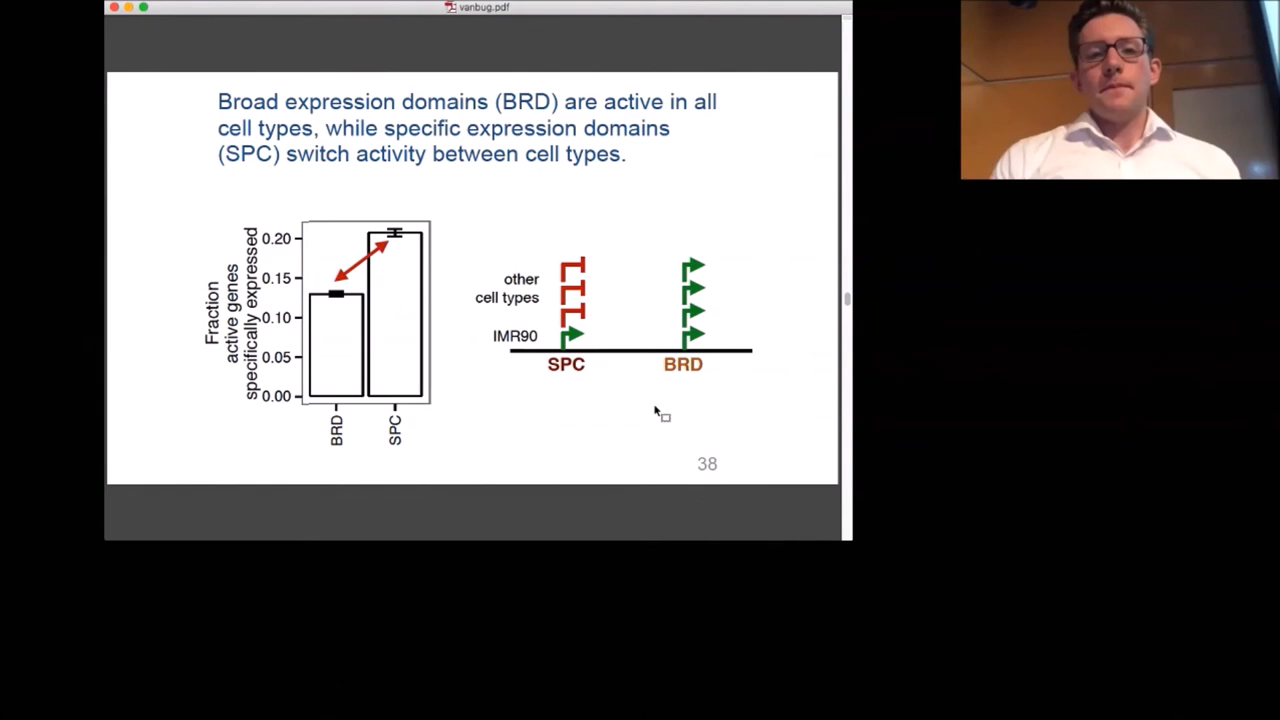 vanbug.pdf
Broad expression domains (BRD) are active in all
cell types, while specific expression domains
(SPC) switch activity between cell types.
Fraction
active genes
specifically expressed
0.20
0.15
0.10
0.05
0.00
BRD
SPC
other
cell types
IMR90
SPC
BRD
38